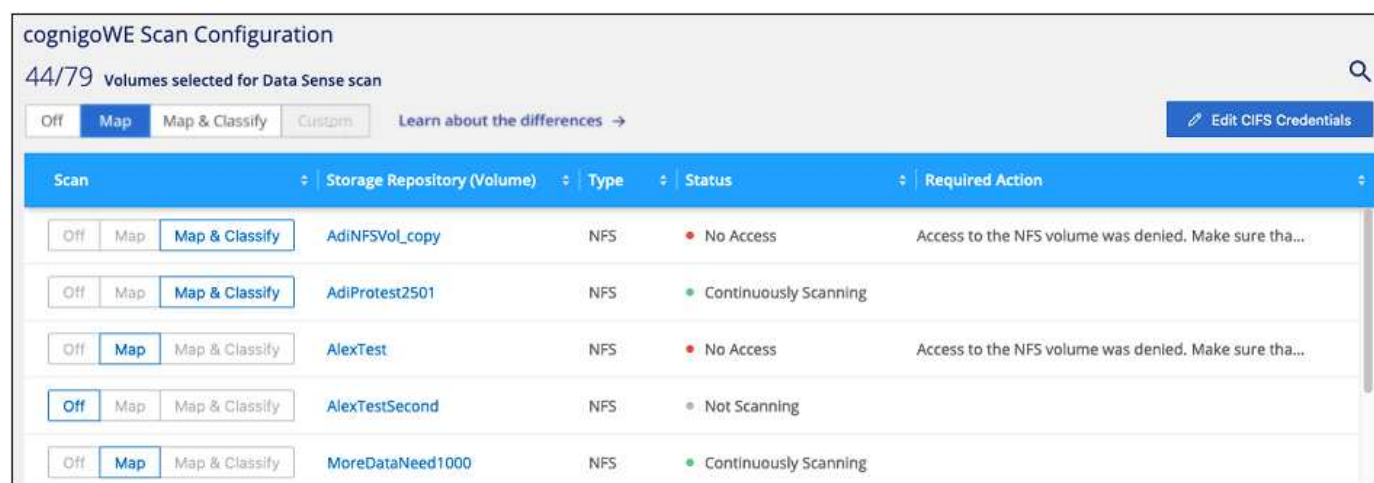 cognigoWE Scan Configuration
44/79 Volumes selected for Data Sense scan
Off Map Map & Classify Custom Learn about the differences → Edit CIFS Credentials
Scan Storage Repository (Volume) Type Status Required Action
Off Map Map & Classify AdiNFSVol_copy NFS No Access Access to the NFS volume was denied. Make sure tha...
Off Map Map & Classify AdiProtest2501 NFS Continuously Scanning
Off Map Map & Classify AlexTest NFS No Access Access to the NFS volume was denied. Make sure tha...
Off Map Map & Classify AlexTestSecond NFS Not Scanning
Off Map Map & Classify MoreDataNeed1000 NFS Continuously Scanning